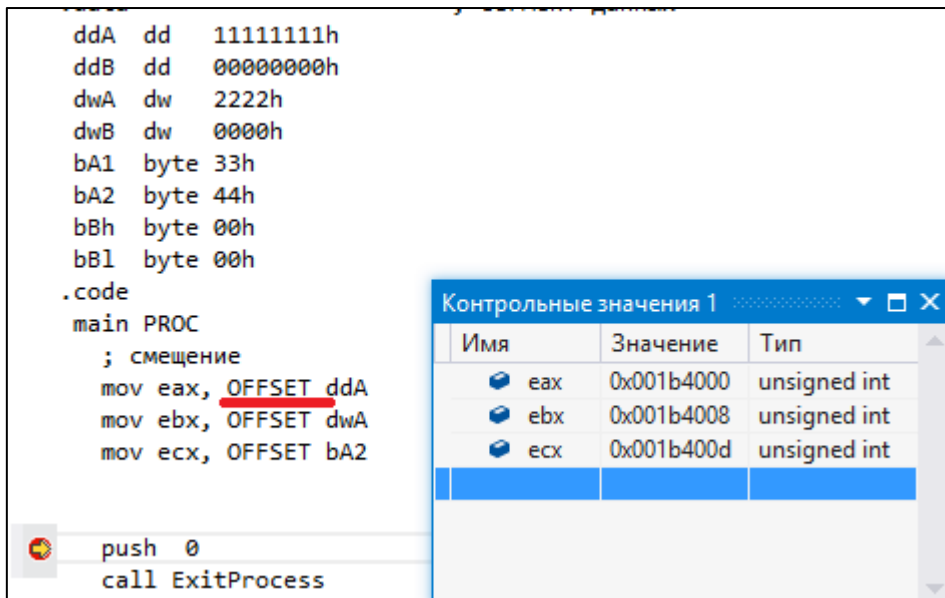 ddA dd 11111111h
ddB dd 00000000h
dwA dw 2222h
dwB dw 0000h
bA1 byte 33h
bA2 byte 44h
bBh byte 00h
bBl byte 00h
.code
main PROC
; смещение
mov eax, OFFSET ddA
mov ebx, OFFSET dwA
mov ecx, OFFSET bA2
push 0
call ExitProcess
Контрольные значения 1
Имя Значение Тип
eax 0x001b4000 unsigned int
ebx 0x001b4008 unsigned int
ecx 0x001b400d unsigned int